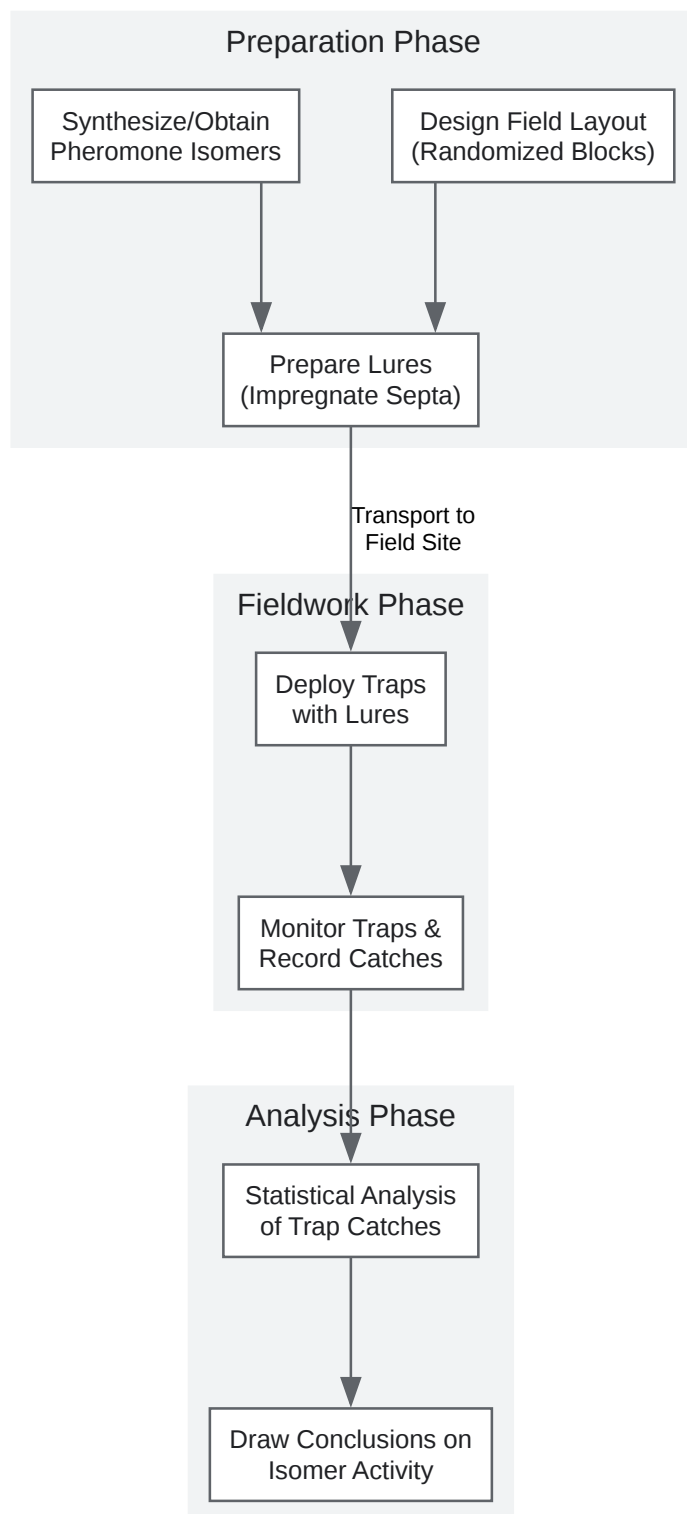 Preparation Phase
Synthesize/Obtain
Pheromone Isomers
Design Field Layout
(Randomized Blocks)
Prepare Lures
(Impregnate Septa)
Transport to
Field Site
Fieldwork Phase
Deploy Traps
with Lures
Monitor Traps &
Record Catches
Analysis Phase
Statistical Analysis
of Trap Catches
Draw Conclusions on
Isomer Activity